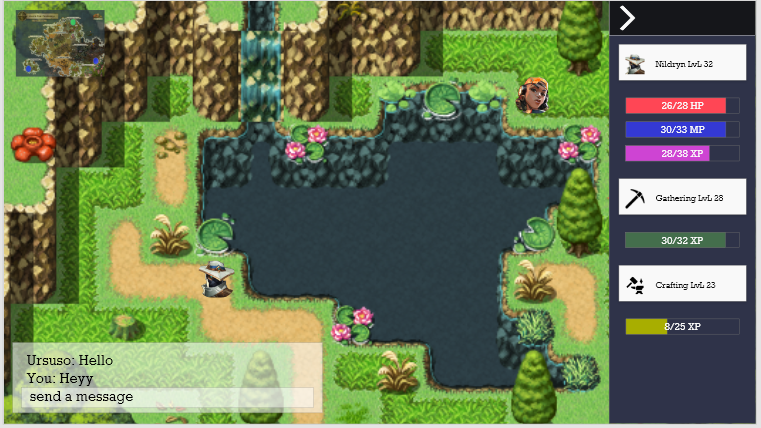 Nildryn LvL 32
26/28 HP
30/33 MP
28/38 XP
Gathering LvL 28
30/32 XP
Crafting LvL 23
8/25 XP
Ursuso: Hello
You: Heyy
send a message